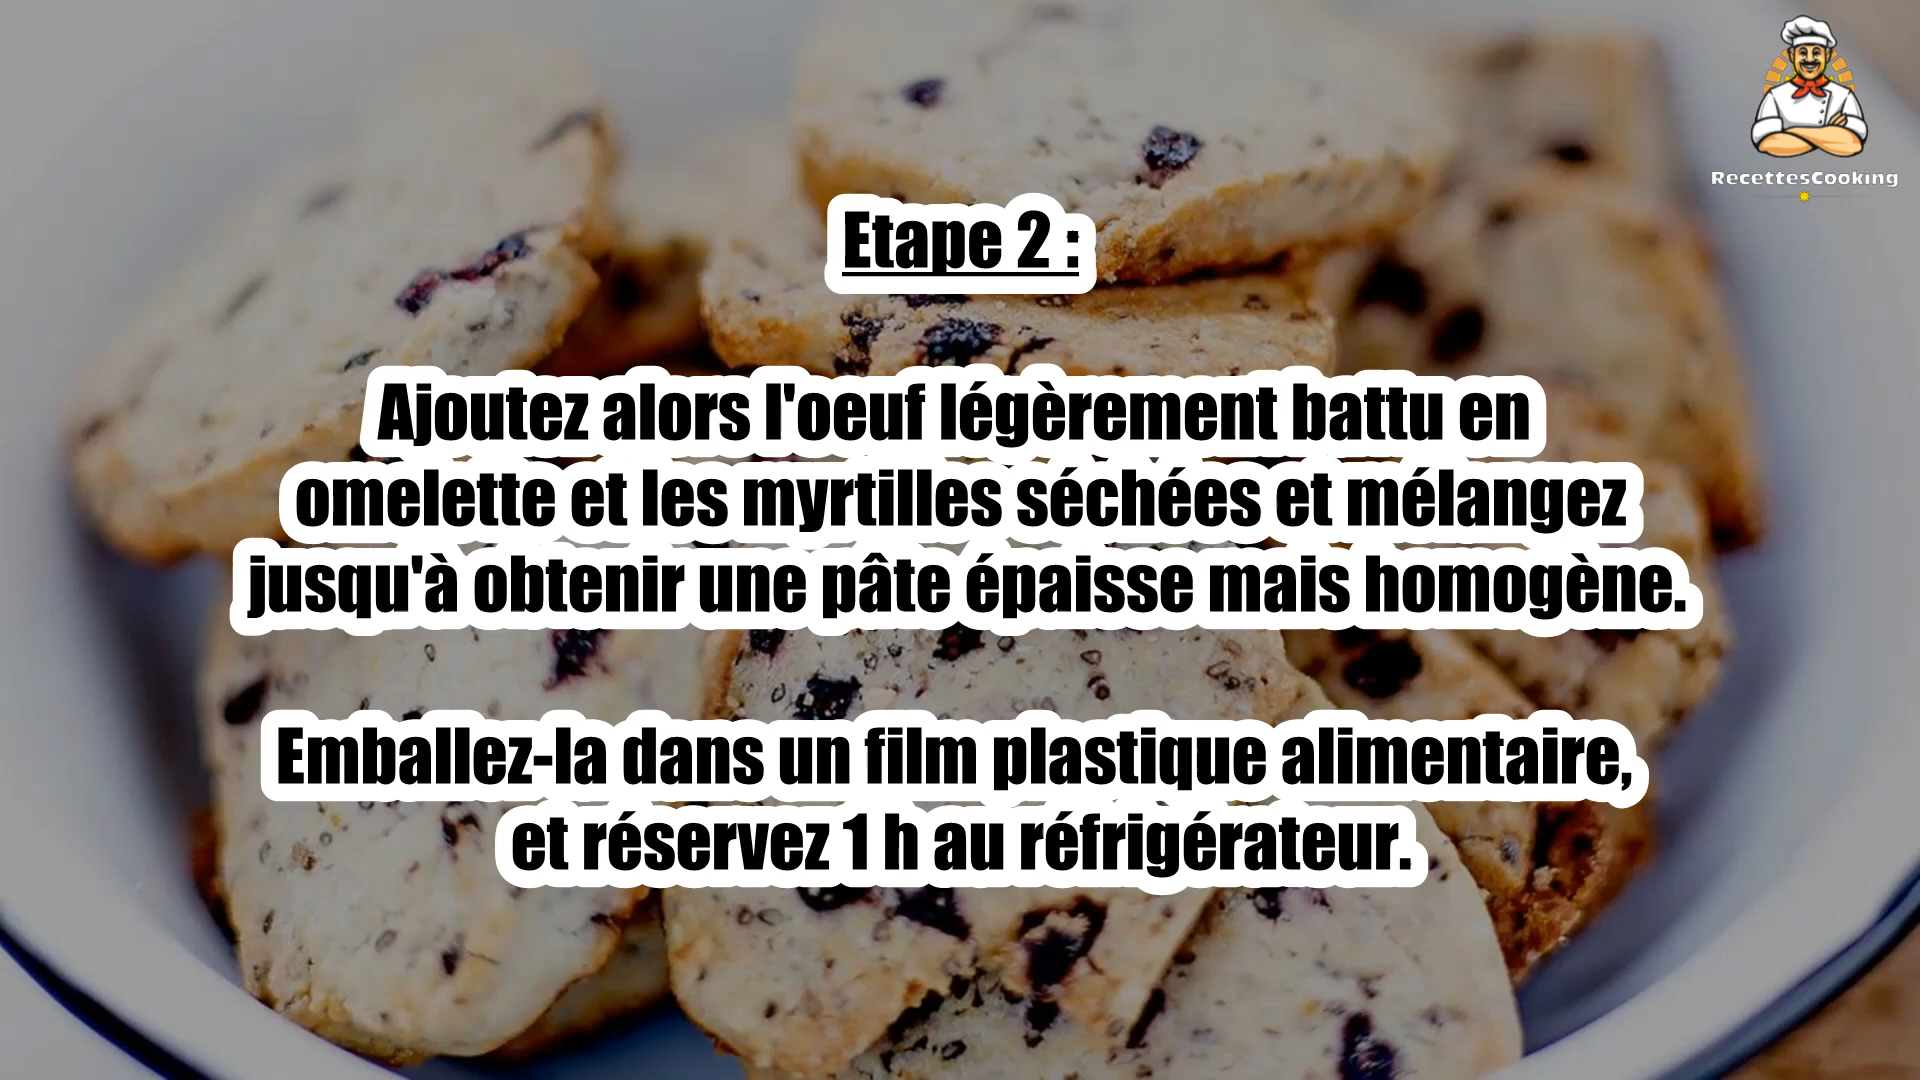 RecettesCooking
Etape 2 :
Ajoutez alors l'oeuf légèrement battu en
omelette et les myrtilles séchées et mélangez
jusqu'à obtenir une pâte épaisse mais homogène.
Emballez-la dans un film plastique alimentaire,
et réservez 1 h au réfrigérateur.